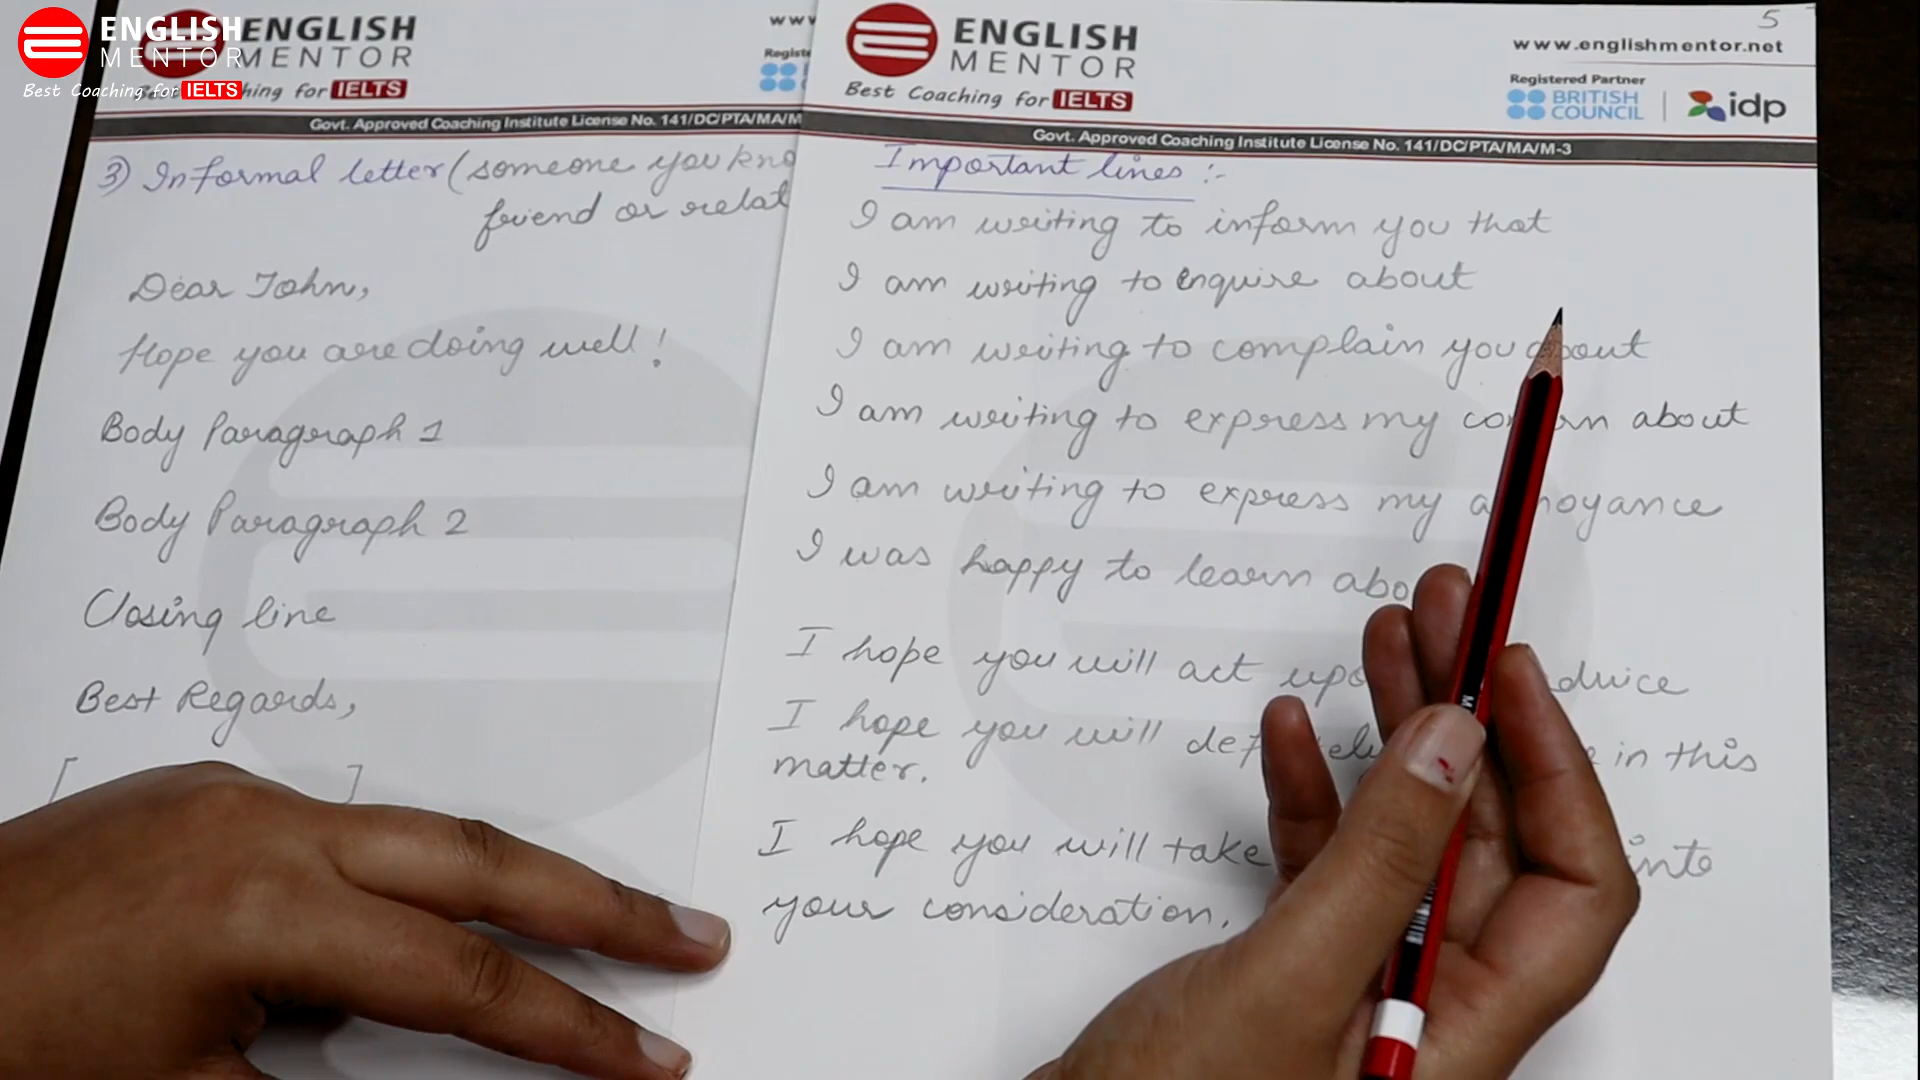 ENGLISH
MENTOR
Best Coaching for IELTS
ENGLISH
MENTOR
hing for IELTS
www
Registe
Govt. Approved Coaching Institute License No. 141/DC/PTA/MA/M
3) Informal letter (someone you kno
friend or relat
Dear John,
Hope you are doing well!
Body Paragraph 1
Body Paragraph 2
Closing line
Best Regards,
[ ]
5
ENGLISH
MENTOR
Best Coaching for IELTS
www.englishmentor.net
Registered Partner
BRITISH
COUNCIL
idp
Govt. Approved Coaching Institute License No. 141/DC/PTA/MA/M-3
Important lines :-
I am writing to inform you that
I am writing to enquire about
I am writing to complain you about
I am writing to express my concern about
I am writing to express my annoyance
I was happy to learn abo
I hope you will act upo dvice
I hope you will def in this
matter.
I hope you will take into
your consideration.